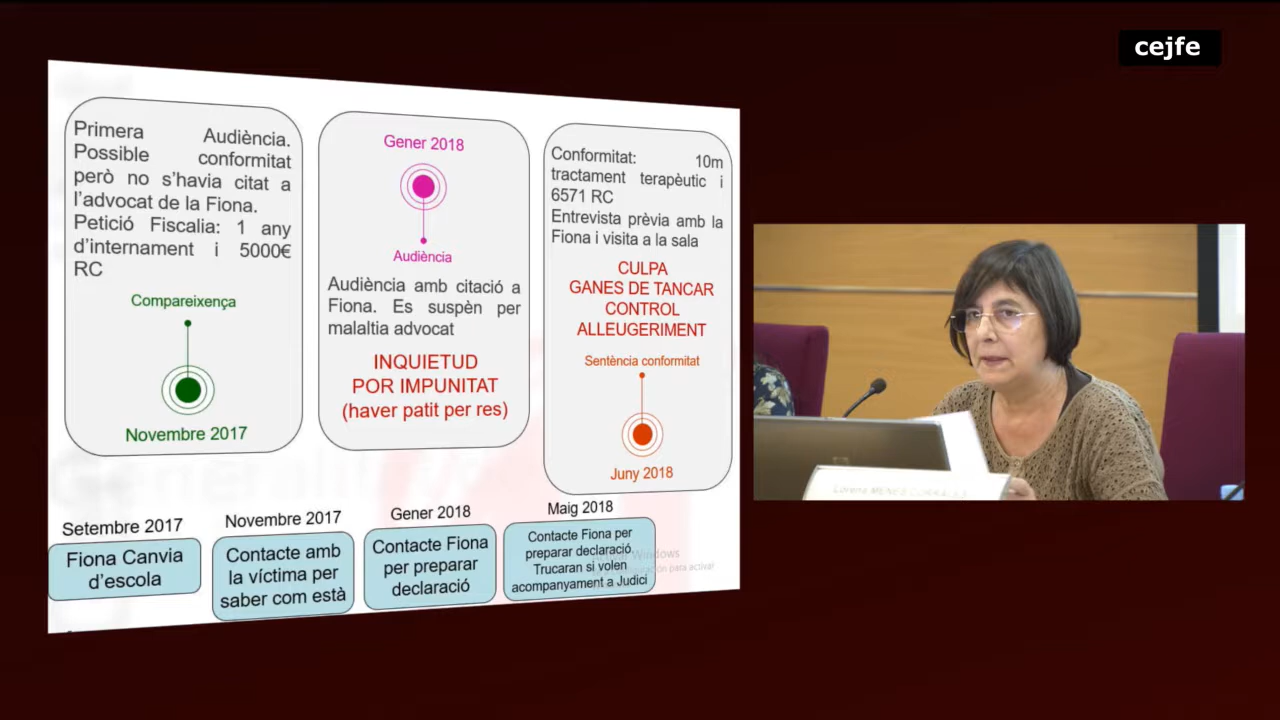 cejfe
Primera Audiència.
Possible conformitat
però no s'havia citat a
l'advocat de la Fiona.
Petició Fiscalia: 1 any
d'internament i 5000€
RC
Compareixença
Novembre 2017
Gener 2018
Audiència
Audiència amb citació a
Fiona. Es suspèn per
malaltia advocat
INQUIETUD
POR IMPUNITAT
(haver patit per res)
Conformitat: 10m
tractament terapèutic i
6571 RC
Entrevista prèvia amb la
Fiona i visita a la sala
CULPA
GANES DE TANCAR
CONTROL
ALLEUGERIMENT
Sentència conformitat
Juny 2018
Setembre 2017
Fiona Canvia
d'escola
Novembre 2017
Contacte amb
la víctima per
saber com està
Gener 2018
Contacte Fiona
per preparar
declaració
Maig 2018
Contacte Fiona per
preparar declaració
Trucaran si volen
acompanyament a Judici
Windows
para activar
Lorena